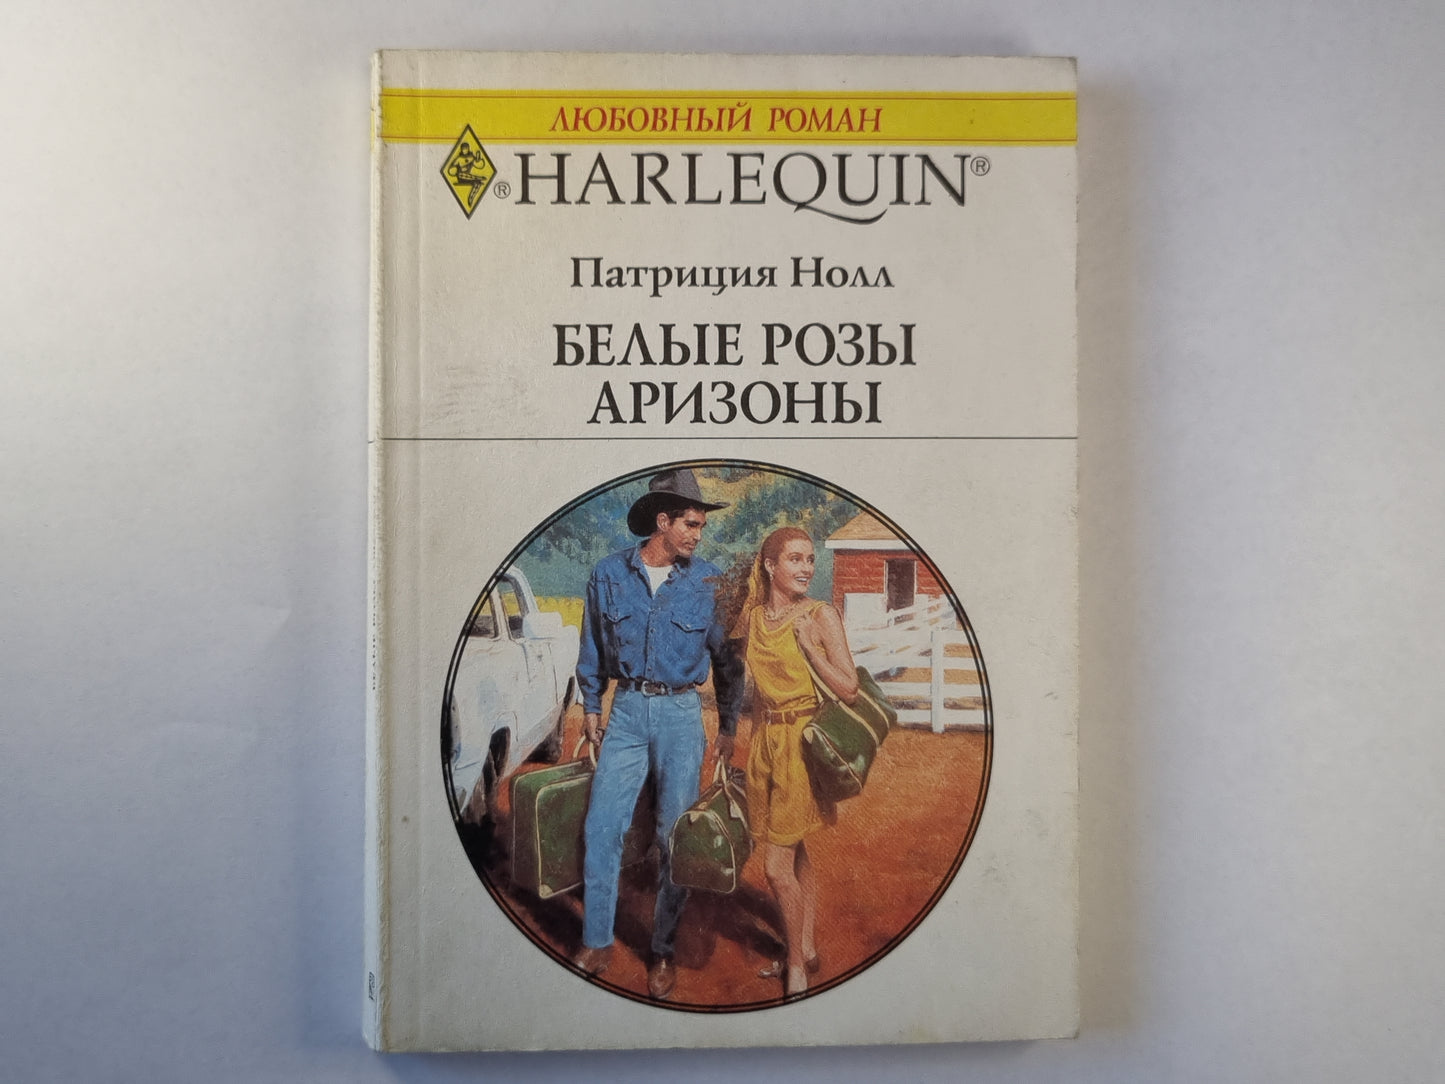 ЛЮБОВНЫЙ РОМАН
® HARLEQUIN®
Патриция Нолл
БЕЛЫЕ РОЗЫ
АРИЗОНЫ